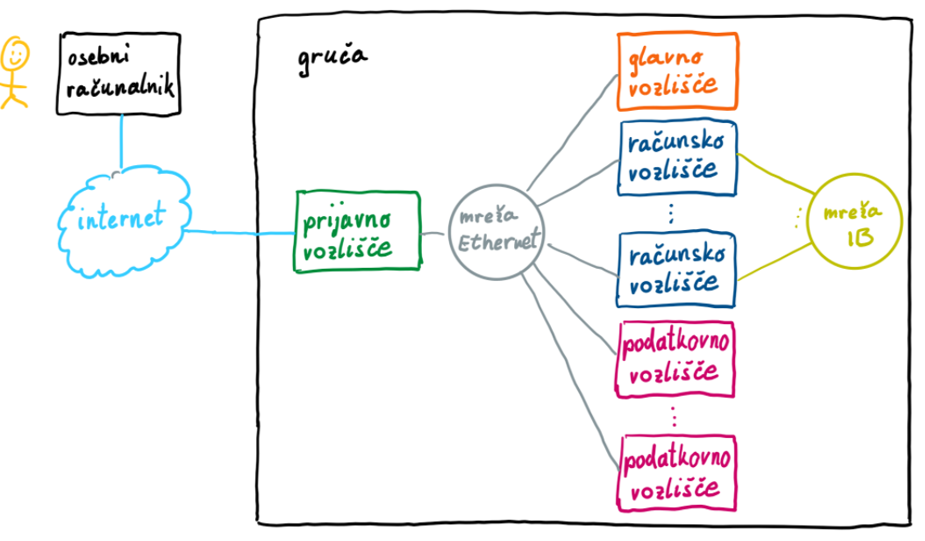 osebni
računalnik
gruča
internet
prijavno
vozlišče
mreža
Ethernet
glavno
vozlišče
računsko
vozlišče
računsko
vozlišče
podatkovno
vozlišče
podatkovno
vozlišče
mreža
IB